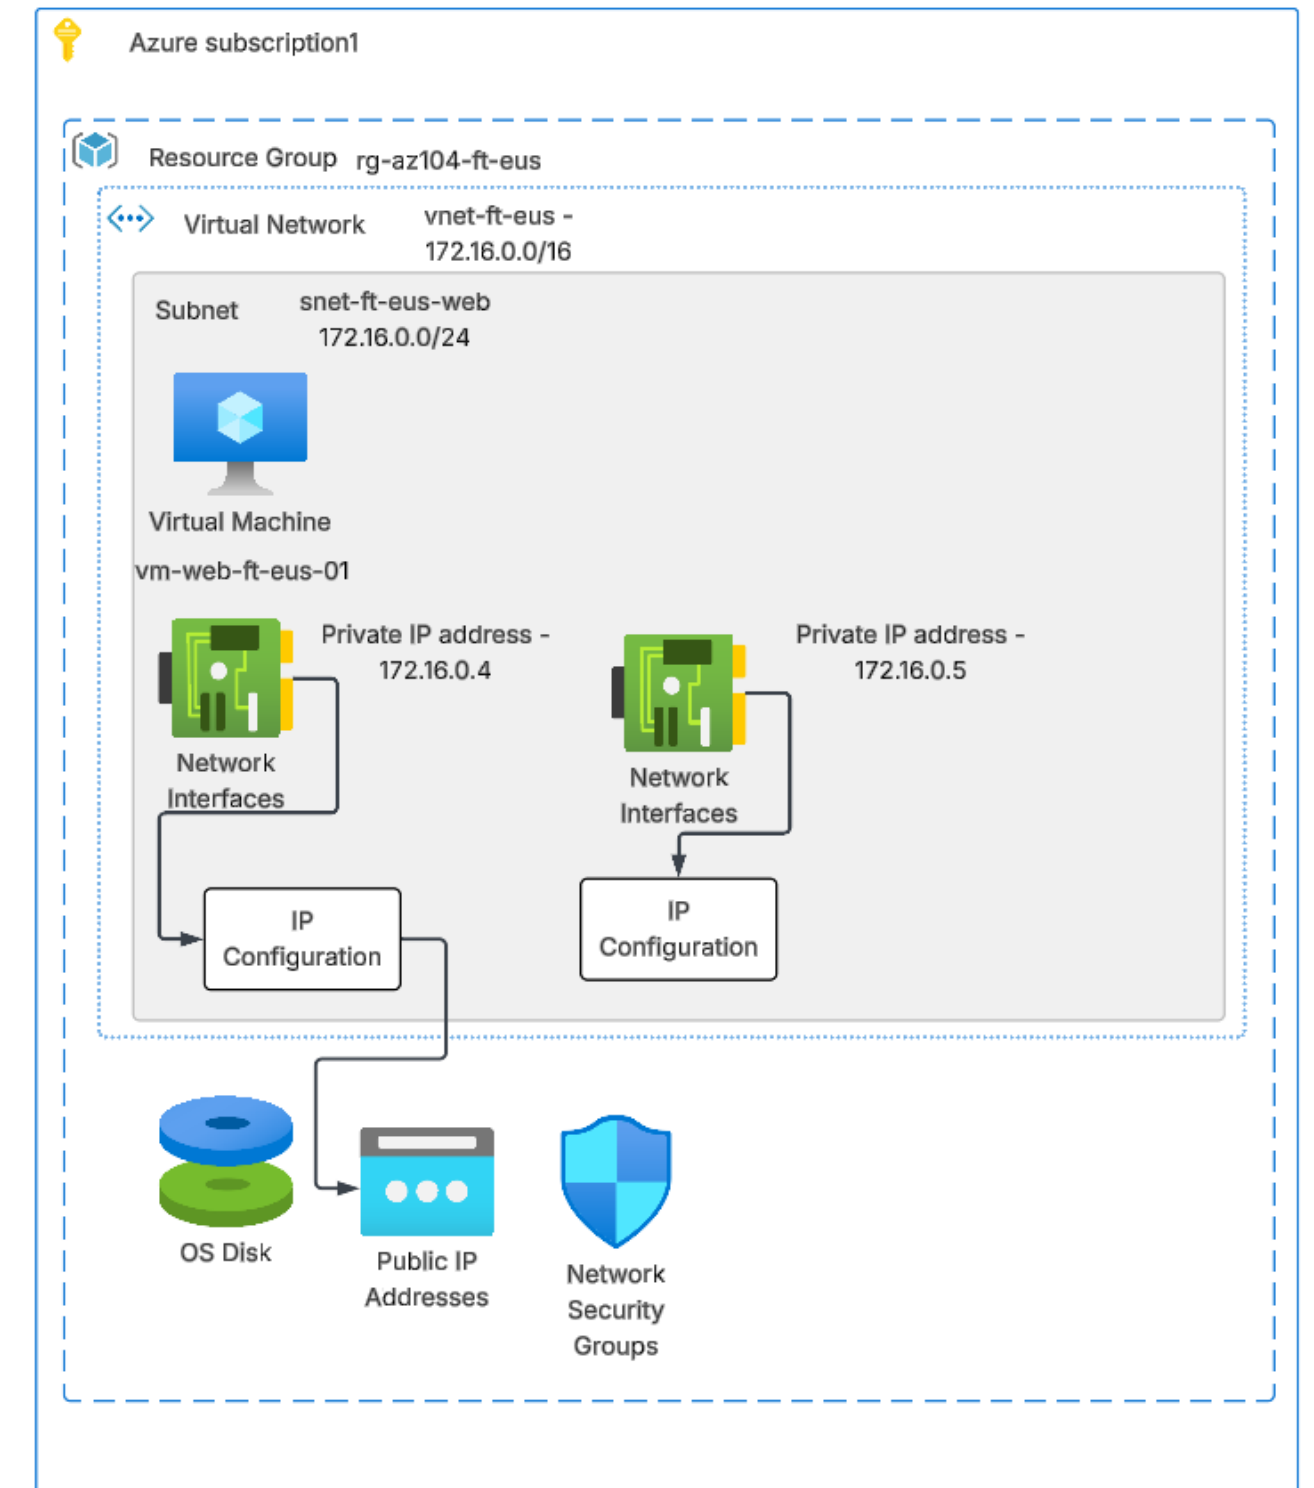 Azure subscription1
Resource Group rg-az104-ft-eus
Virtual Network
vnet-ft-eus -
172.16.0.0/16
Subnet
snet-ft-eus-web
172.16.0.0/24
Virtual Machine
vm-web-ft-eus-01
Private IP address -
172.16.0.4
Network
Interfaces
Private IP address -
172.16.0.5
Network
Interfaces
IP
Configuration
IP
Configuration
OS Disk
Public IP
Addresses
Network
Security
Groups